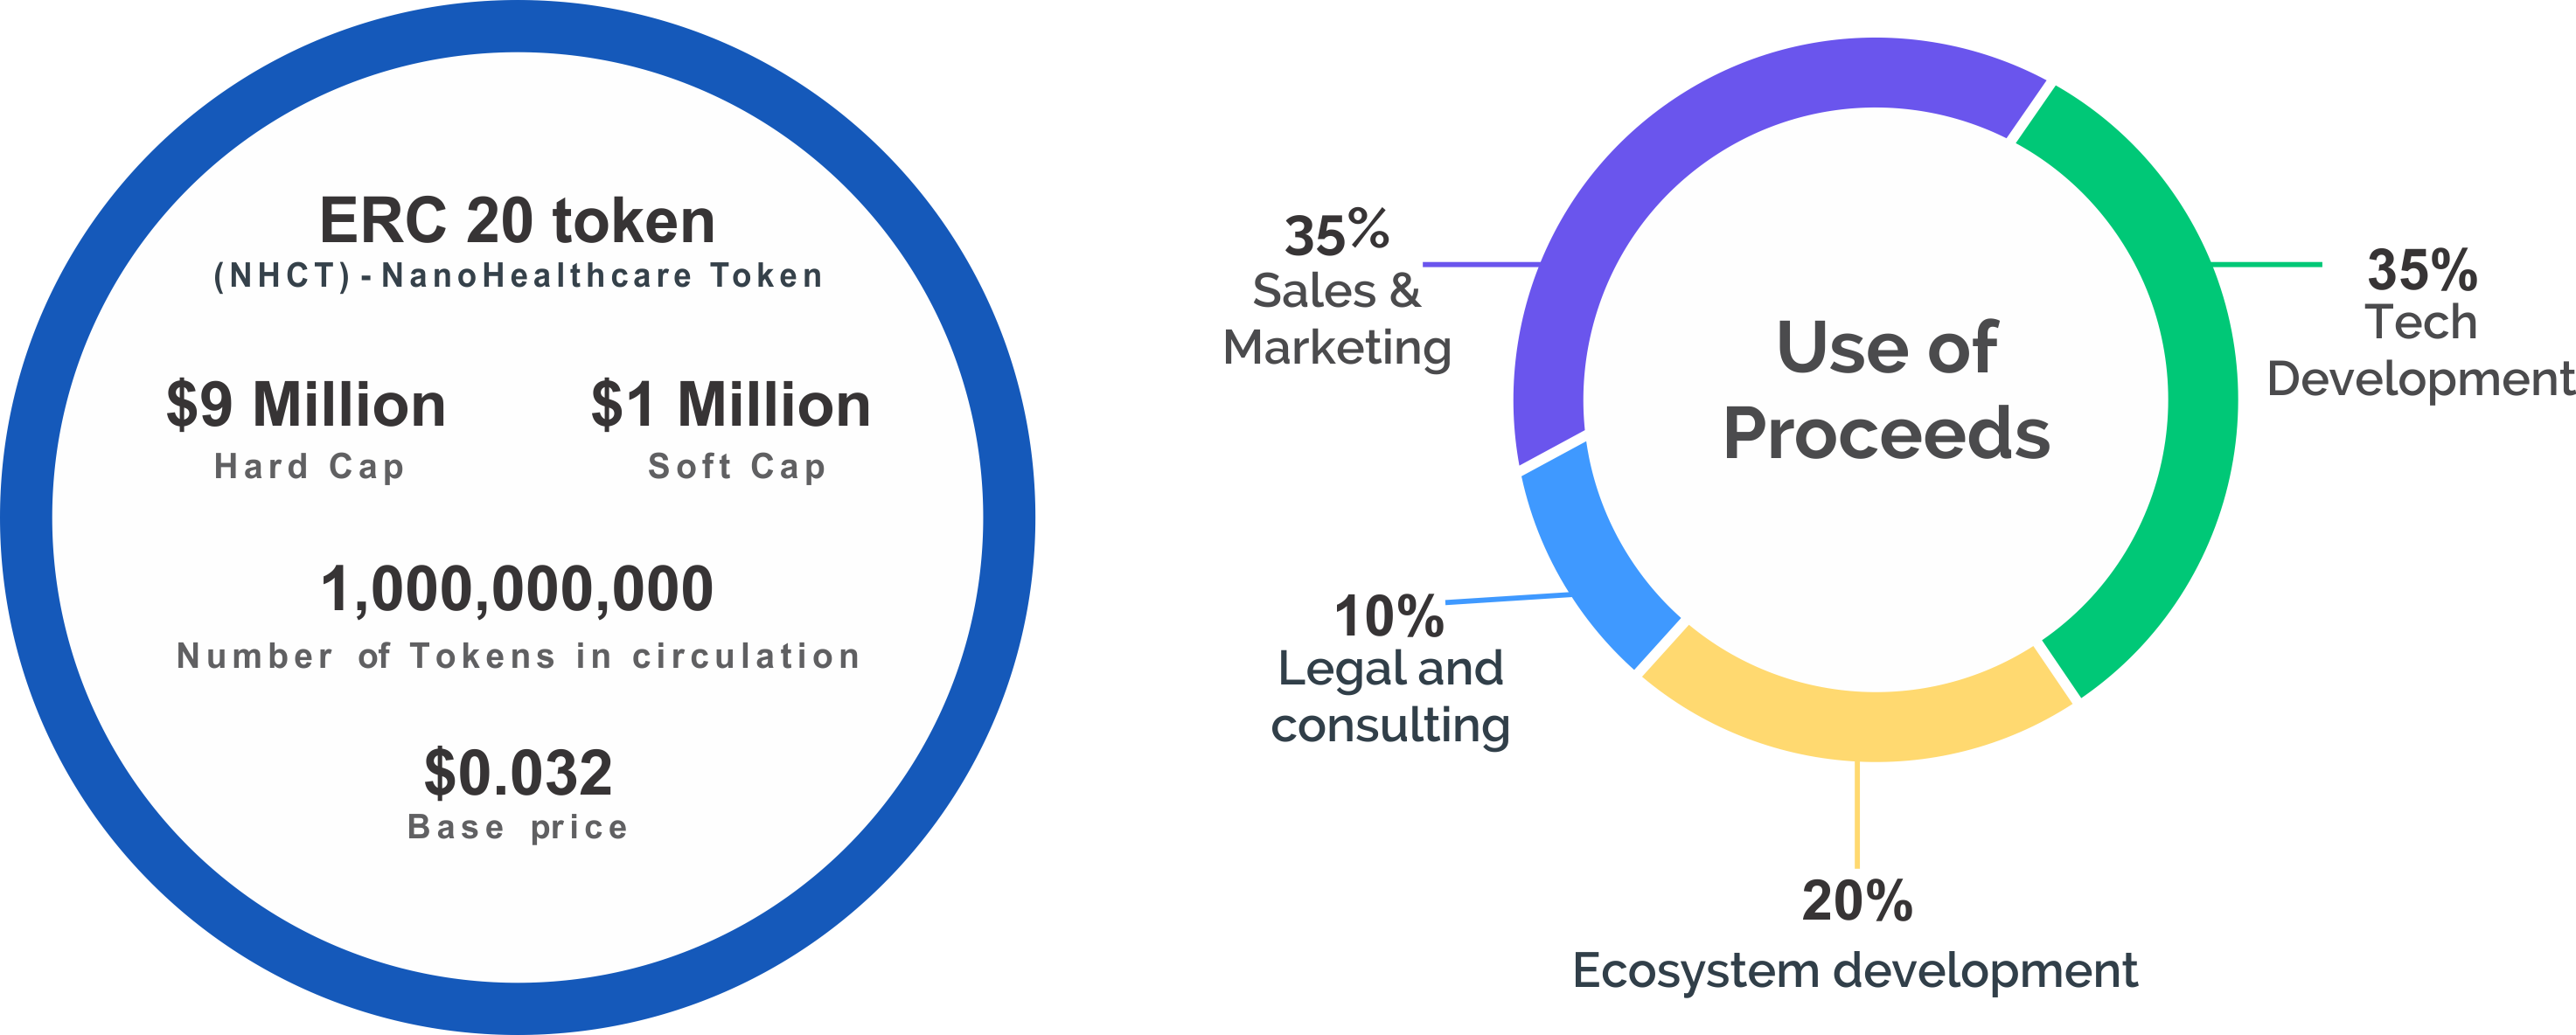 ERC 20 token
(NHCT)-NanoHealthcare Token
$9 Million
Hard Cap
$1 Million
Soft Cap
1,000,000,000
Number of Tokens in circulation
$0.032
Base price
Use of
Proceeds
35%
Sales &
Marketing
35%
Tech
Development
10%
Legal and
consulting
20%
Ecosystem development